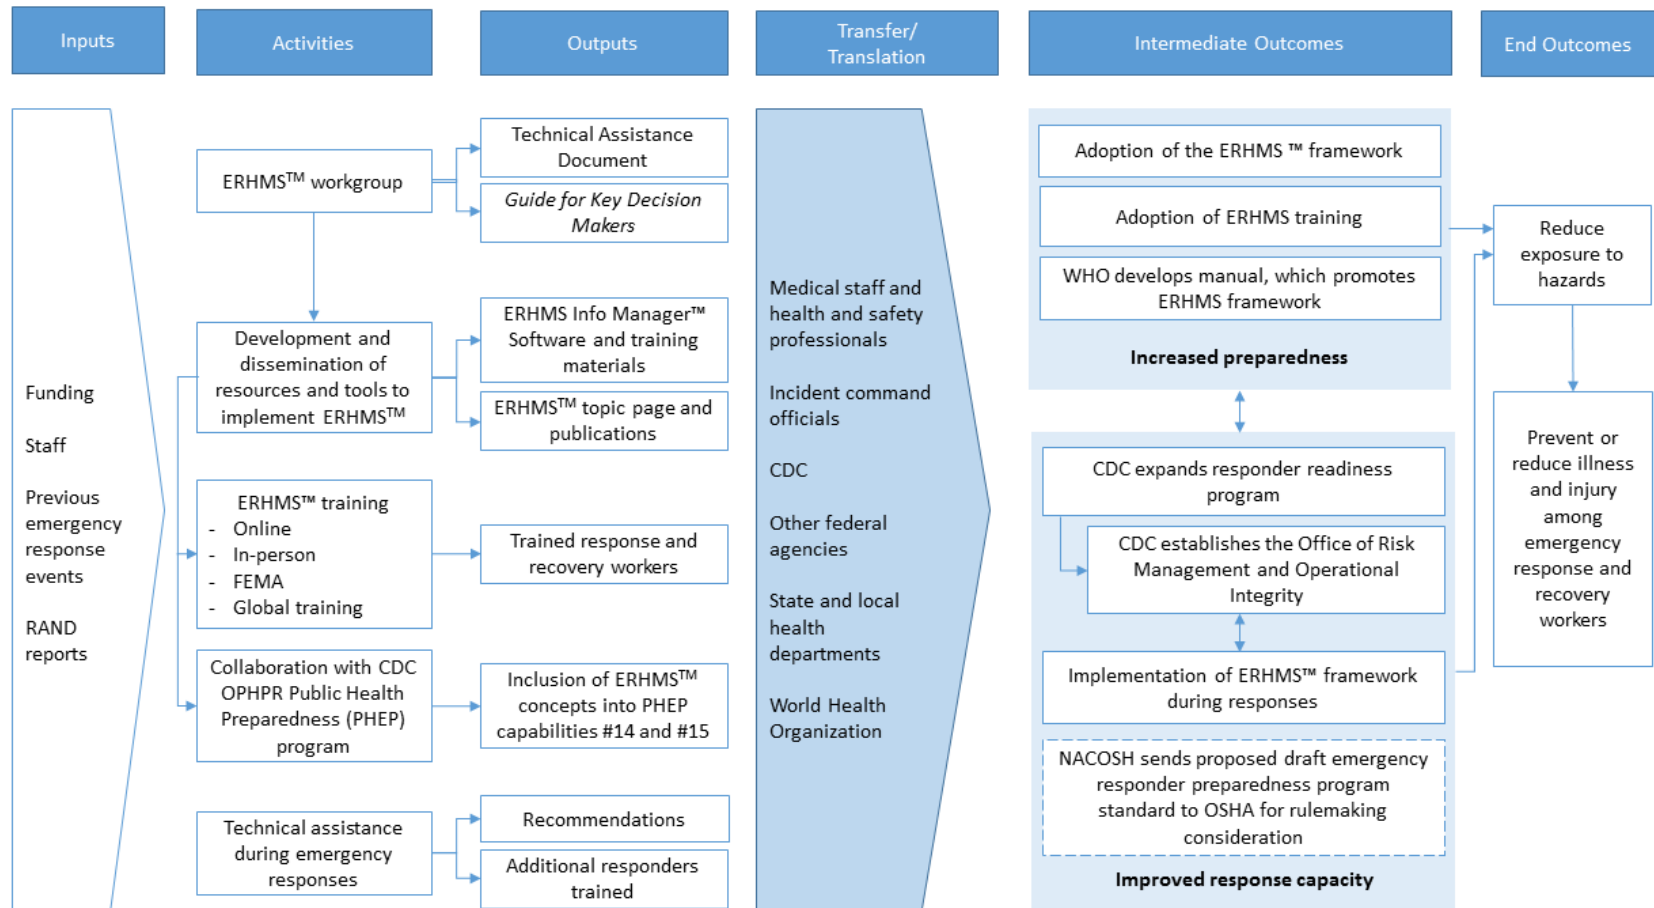 Inputs
Activities
Outputs
Transfer/
Translation
Intermediate Outcomes
End Outcomes
Funding
Staff
Previous
emergency
response
events
RAND
reports
ERHMS™ workgroup
Development and
dissemination of
resources and tools to
implement ERHMS™
ERHMS™ training
- Online
- In-person
- FEMA
- Global training
Collaboration with CDC
OPHPR Public Health
Preparedness (PHEP)
program
Technical assistance
during emergency
responses
Technical Assistance
Document
Guide for Key Decision
Makers
ERHMS Info Manager™
Software and training
materials
ERHMS™ topic page and
publications
Trained response and
recovery workers
Inclusion of ERHMS™
concepts into PHEP
capabilities #14 and #15
Recommendations
Additional responders
trained
Medical staff and
health and safety
professionals
Incident command
officials
CDC
Other federal
agencies
State and local
health
departments
World Health
Organization
Adoption of the ERHMS ™ framework
Adoption of ERHMS training
WHO develops manual, which promotes
ERHMS framework
Increased preparedness
CDC expands responder readiness
program
CDC establishes the Office of Risk
Management and Operational
Integrity
Implementation of ERHMS™ framework
during responses
NACOSH sends proposed draft emergency
responder preparedness program
standard to OSHA for rulemaking
consideration
Improved response capacity
Reduce
exposure to
hazards
Prevent or
reduce illness
and injury
among
emergency
response and
recovery
workers